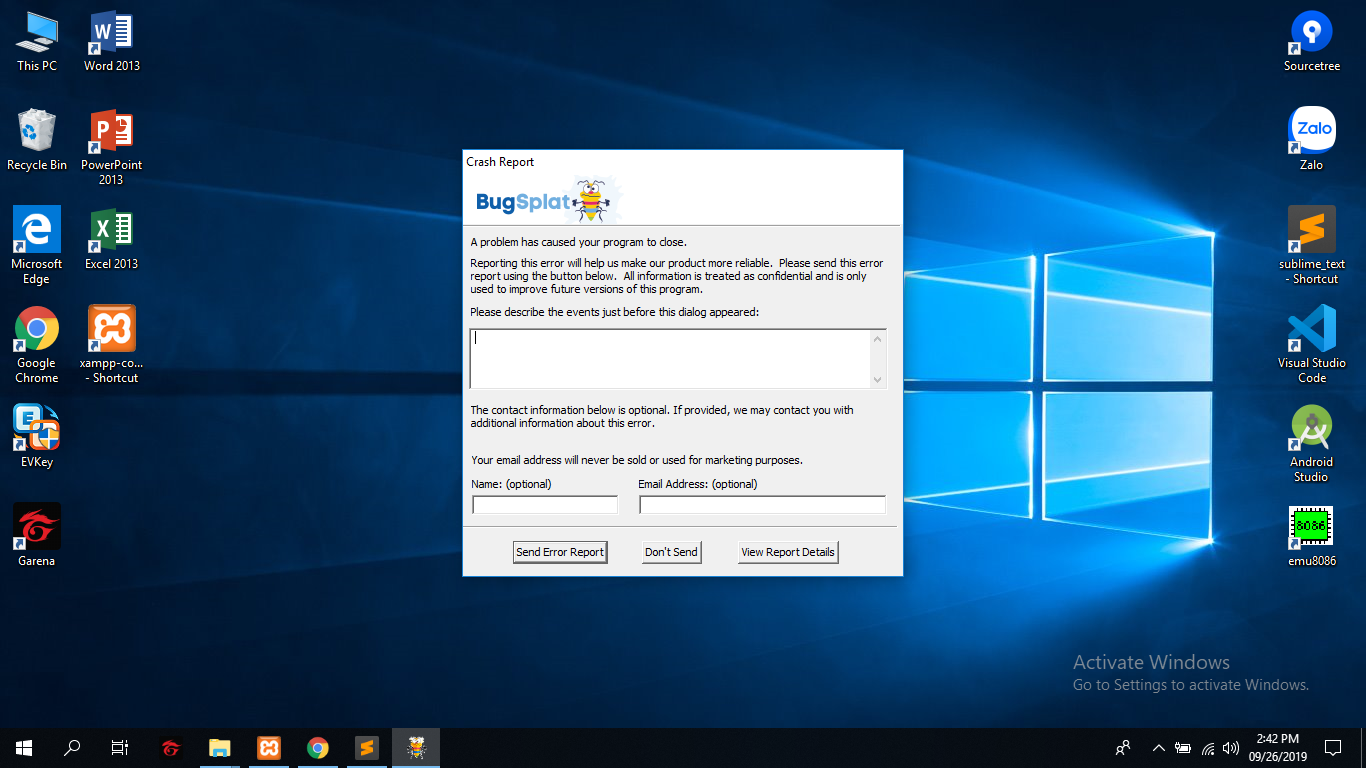 This PC
Word 2013
Recycle Bin
PowerPoint
2013
Microsoft
Edge
Excel 2013
Google
Chrome
xampp-co...
- Shortcut
EVKey
Garena
Crash Report
BugSplat
A problem has caused your program to close.
Reporting this error will help us make our product more reliable.  Please send this error
report using the button below.  All information is treated as confidential and is only
used to improve future versions of this program.
Please describe the events just before this dialog appeared:
The contact information below is optional. If provided, we may contact you with
additional information about this error.
Your email address will never be sold or used for marketing purposes.
Name: (optional)
Email Address: (optional)
Send Error Report
Don't Send
View Report Details
Sourcetree
Zalo
Zalo
sublime_text
- Shortcut
Visual Studio
Code
Android
Studio
8086
emu8086
Activate Windows
Go to Settings to activate Windows.
2:42 PM
09/26/2019